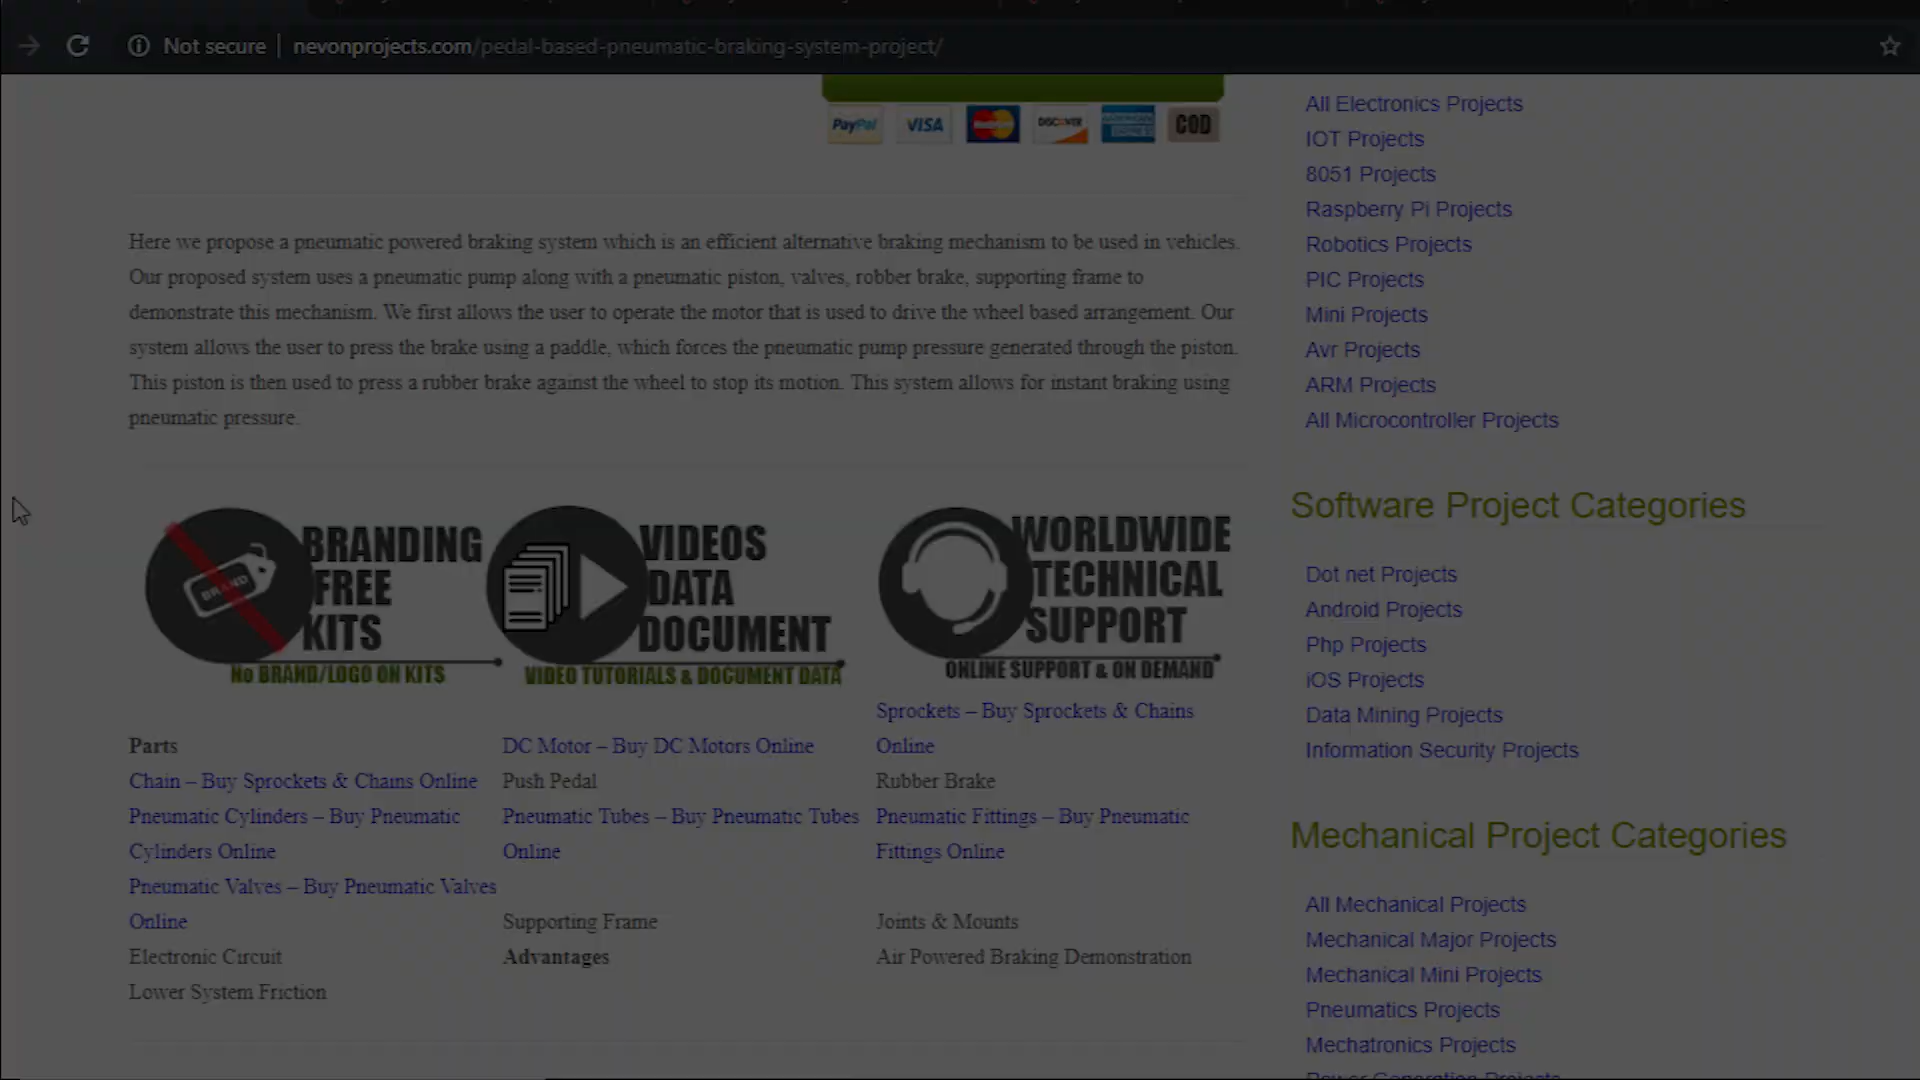 Not secure | nevonprojects.com/pedal-based-pneumatic-braking-system-project/
PayPal VISA MasterCard DISCOVER AMERICAN EXPRESS COD
Here we propose a pneumatic powered braking system which is an efficient alternative braking mechanism to be used in vehicles.
Our proposed system uses a pneumatic pump along with a pneumatic piston, valves, robber brake, supporting frame to
demonstrate this mechanism. We first allows the user to operate the motor that is used to drive the wheel based arrangement. Our
system allows the user to press the brake using a paddle, which forces the pneumatic pump pressure generated through the piston.
This piston is then used to press a rubber brake against the wheel to stop its motion. This system allows for instant braking using
pneumatic pressure.
BRAND
BRANDING
FREE
KITS
No BRAND/LOGO ON KITS
VIDEOS
DATA
DOCUMENT
VIDEO TUTORIALS & DOCUMENT DATA
WORLDWIDE
TECHNICAL
SUPPORT
ONLINE SUPPORT & ON DEMAND
Parts
Chain – Buy Sprockets & Chains Online
Pneumatic Cylinders – Buy Pneumatic
Cylinders Online
Pneumatic Valves – Buy Pneumatic Valves
Online
Electronic Circuit
Lower System Friction
DC Motor – Buy DC Motors Online
Push Pedal
Pneumatic Tubes – Buy Pneumatic Tubes
Online
Supporting Frame
Advantages
Sprockets – Buy Sprockets & Chains
Online
Rubber Brake
Pneumatic Fittings – Buy Pneumatic
Fittings Online
Joints & Mounts
Air Powered Braking Demonstration
All Electronics Projects
IOT Projects
8051 Projects
Raspberry Pi Projects
Robotics Projects
PIC Projects
Mini Projects
Avr Projects
ARM Projects
All Microcontroller Projects
Software Project Categories
Dot net Projects
Android Projects
Php Projects
iOS Projects
Data Mining Projects
Information Security Projects
Mechanical Project Categories
All Mechanical Projects
Mechanical Major Projects
Mechanical Mini Projects
Pneumatics Projects
Mechatronics Projects
Power Generation Projects